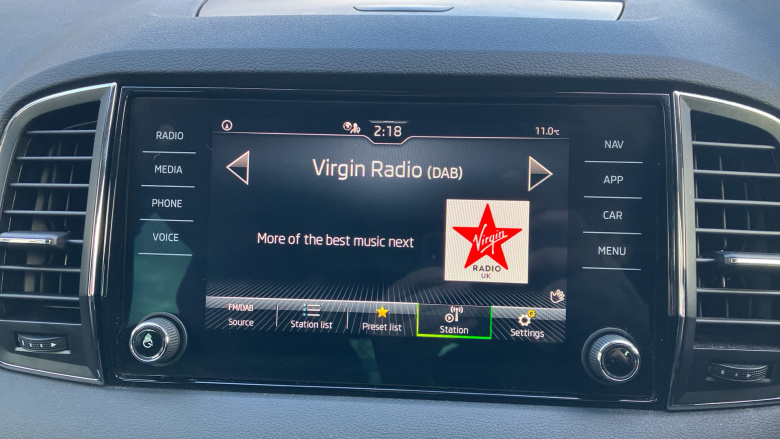 RADIO
MEDIA
PHONE
VOICE
2:18
11.0°C
Virgin Radio (DAB)
More of the best music next
Virgin
RADIO
UK
FM/DAB
Source
Station list
Preset list
Station
Settings
NAV
APP
CAR
MENU